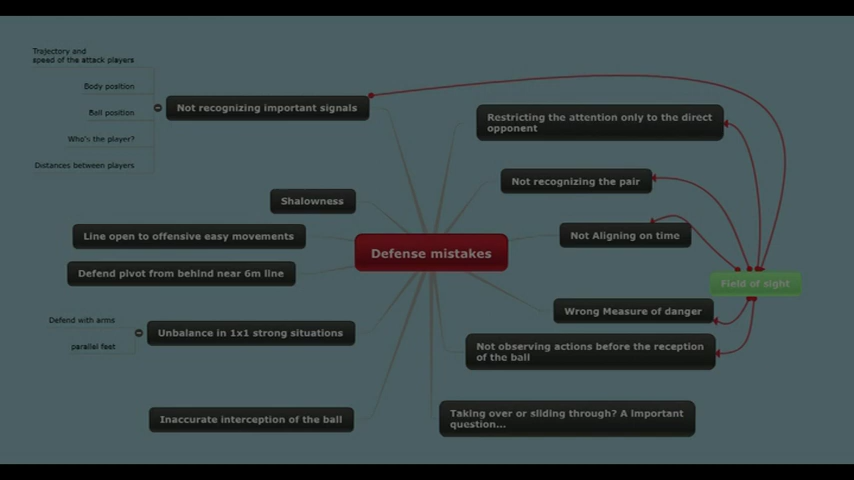 Trajectory and
speed of the attack players
Body position
Ball position
Who's the player?
Distances between players
Not recognizing important signals
Shalowness
Line open to offensive easy movements
Defend pivot from behind near 6m line
Defend with arms
parallel feet
Unbalance in 1x1 strong situations
Inaccurate interception of the ball
Defense mistakes
Restricting the attention only to the direct
opponent
Not recognizing the pair
Not Aligning on time
Field of sight
Wrong Measure of danger
Not observing actions before the reception
of the ball
Taking over or sliding through? A important
question...